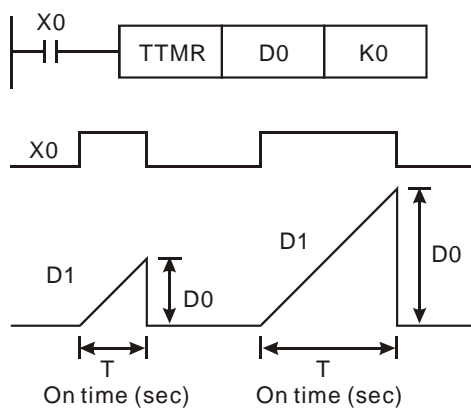 X0
TTMR D0 K0
X0
D1 D0 D1 D0
T T
On time (sec) On time (sec)